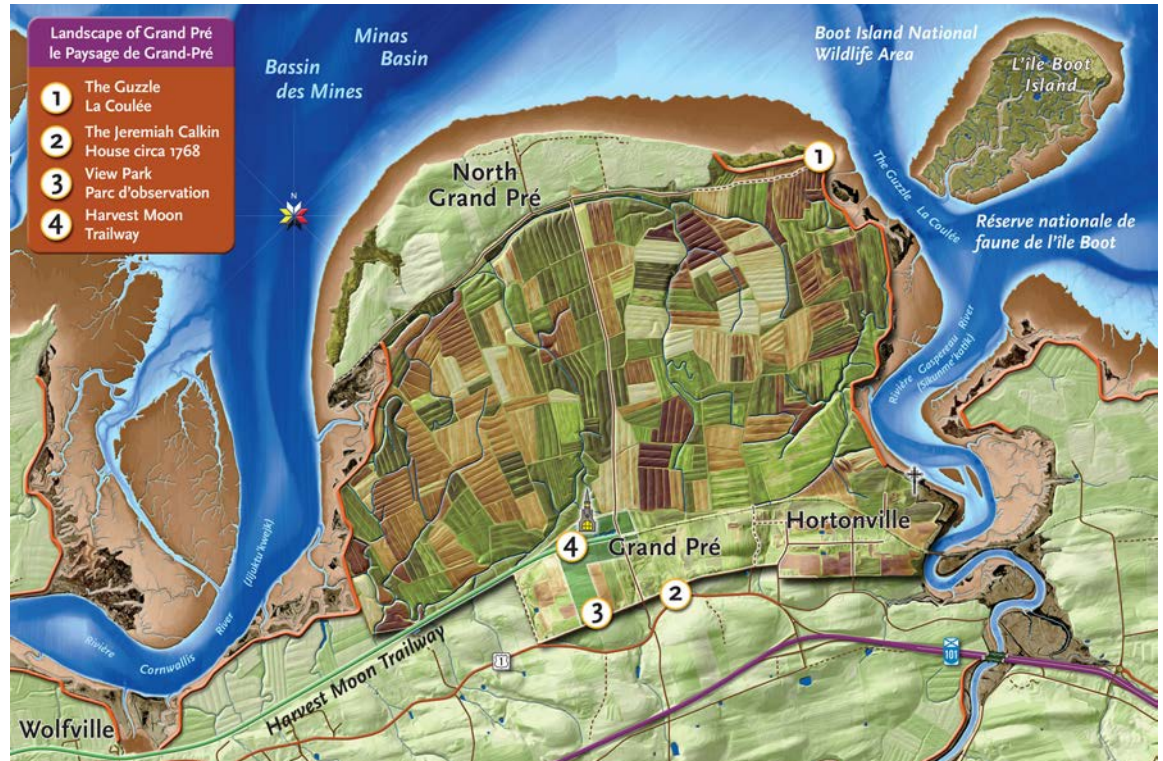 Landscape of Grand Pré
le Paysage de Grand-Pré
1
The Guzzle
La Coulée
2
The Jeremiah Calkin
House circa 1768
3
View Park
Parc d'observation
4
Harvest Moon
Trailway
Minas
Basin
Bassin
des Mines
N
Boot Island National
Wildlife Area
L'île Boot
Island
1
The Guzzle La Coulée
North
Grand Pré
Réserve nationale de
faune de l'île Boot
Rivière Gaspereau River
(Sikunme'katik)
Hortonville
4
Grand Pré
2
3
Rivière Cornwallis River (Jijuktu'kwejk)
Harvest Moon Trailway
1
101
Wolfville